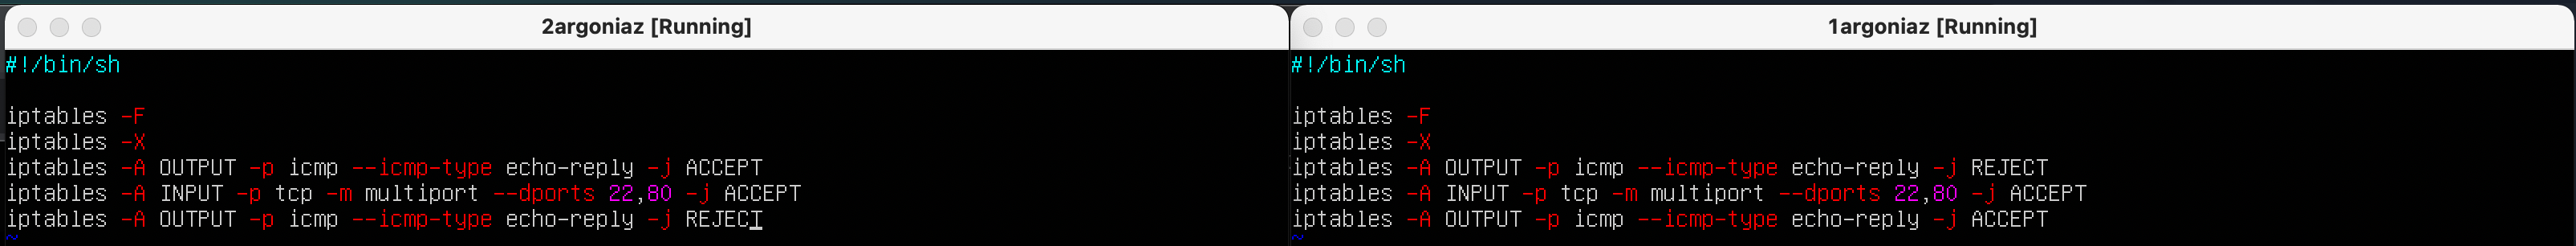 2argoniaz [Running]
#!/bin/sh
iptables -F
iptables -X
iptables -A OUTPUT -p icmp --icmp-type echo-reply -j ACCEPT
iptables -A INPUT -p tcp -m multiport --dports 22,80 -j ACCEPT
iptables -A OUTPUT -p icmp --icmp-type echo-reply -j REJECT
~
1argoniaz [Running]
#!/bin/sh
iptables -F
iptables -X
iptables -A OUTPUT -p icmp --icmp-type echo-reply -j REJECT
iptables -A INPUT -p tcp -m multiport --dports 22,80 -j ACCEPT
iptables -A OUTPUT -p icmp --icmp-type echo-reply -j ACCEPT
~